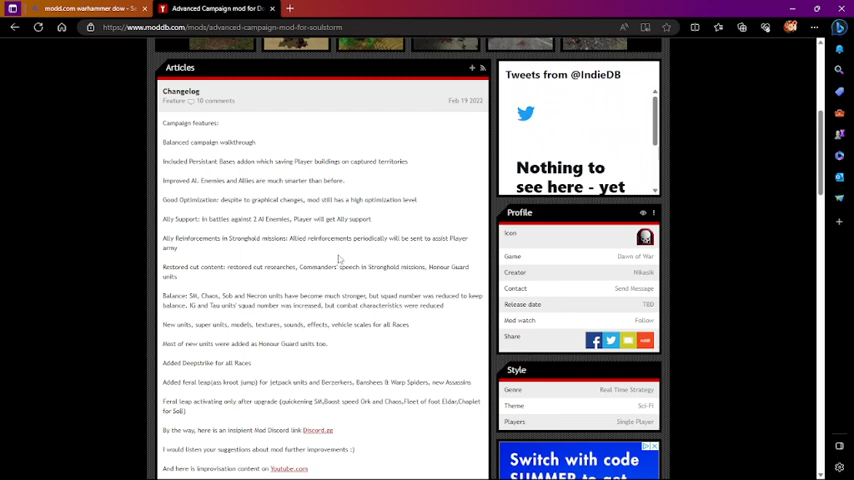 modd.com warhammer dow - Se
Advanced Campaign mod for Do
https://www.moddb.com/mods/advanced-campaign-mod-for-soulstorm
Articles
Changelog
Feature 10 comments Feb 19 2022
Campaign features:
Balanced campaign walkthrough
Included Persistant Bases addon which saving Player buildings on captured territories
Improved AI. Enemies and Allies are much smarter than before.
Good Optimization: despite to graphical changes, mod still has a high optimization level
Ally Support: in battles against 2 AI Enemies, Player will get Ally support
Ally Reinforcements in Stronghold missions: Allied reinforcements periodically will be sent to assist Player
army
Restored cut content: restored cut researches, Commanders' speech in Stronghold missions, Honour Guard
units
Balance: SM, Chaos, Sob and Necron units have become much stronger, but squad number was reduced to keep
balance. IG and Tau units' squad number was increased, but combat characteristics were reduced
New units, super units, models, textures, sounds, effects, vehicle scales for all Races
Most of new units were added as Honour Guard units too.
Added Deepstrike for all Races
Added feral leap(ass kroot jump) for jetpack units and Berzerkers, Banshees & Warp Spiders, new Assassins
Feral leap activating only after upgrade (quickening SM,Boost speed Ork and Chaos,Fleet of foot Eldar,Chaplet
for SoB)
By the way, here is an insipient Mod Discord link Discord.gg
I would listen your suggestions about mod further improvements :)
And here is improvisation content on Youtube.com
Tweets from @IndieDB
Nothing to
see here - yet
Profile
Icon
Game Dawn of War
Creator Nikasik
Contact Send Message
Release date TBD
Mod watch Follow
Share
Style
Genre Real Time Strategy
Theme Sci-Fi
Players Single Player
Switch with code
SUMMER to get